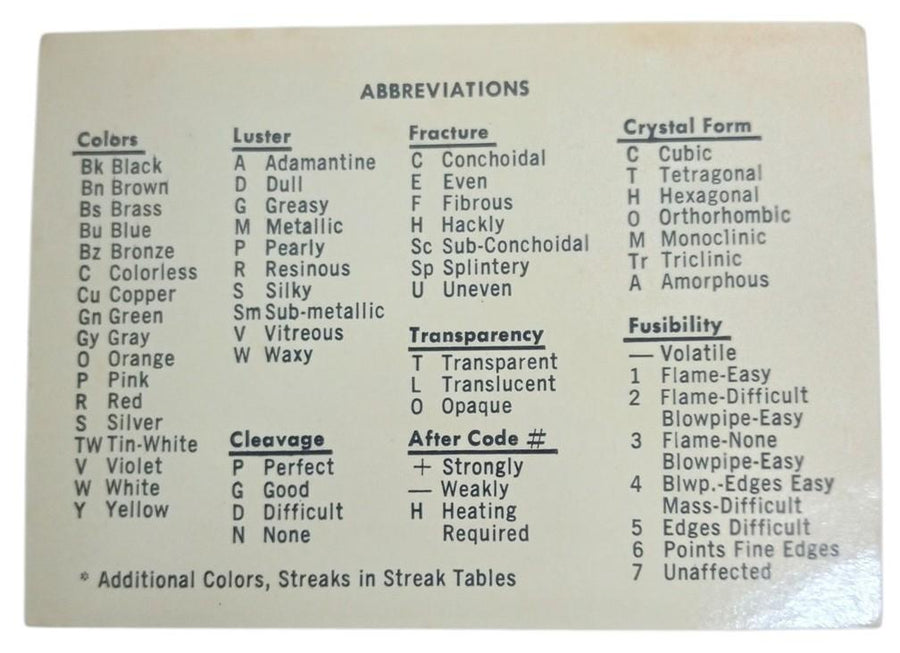 ABBREVIATIONS
Colors
Bk Black
Bn Brown
Bs Brass
Bu Blue
Bz Bronze
C Colorless
Cu Copper
Gn Green
Gy Gray
O Orange
P Pink
R Red
S Silver
TW Tin-White
V Violet
W White
Y Yellow
Luster
A Adamantine
D Dull
G Greasy
M Metallic
P Pearly
R Resinous
S Silky
Sm Sub-metallic
V Vitreous
W Waxy
Cleavage
P Perfect
G Good
D Difficult
N None
Fracture
C Conchoidal
E Even
F Fibrous
H Hackly
Sc Sub-Conchoidal
Sp Splintery
U Uneven
Transparency
T Transparent
L Translucent
O Opaque
After Code #
+ Strongly
— Weakly
H Heating
Required
Crystal Form
C Cubic
T Tetragonal
H Hexagonal
O Orthorhombic
M Monoclinic
Tr Triclinic
A Amorphous
Fusibility
— Volatile
1 Flame-Easy
2 Flame-Difficult
Blowpipe-Easy
3 Flame-None
Blowpipe-Easy
4 Blwp.-Edges Easy
Mass-Difficult
5 Edges Difficult
6 Points Fine Edges
7 Unaffected
* Additional Colors, Streaks in Streak Tables